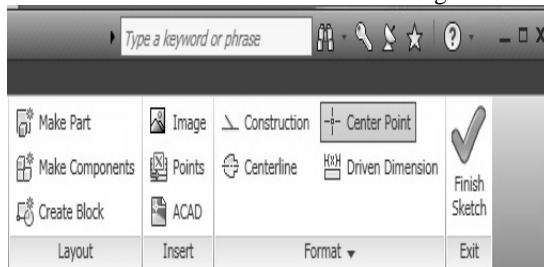 Type a keyword or phrase
Make Part
Image
Construction
Center Point
Make Components
Points
Centerline
Driven Dimension
Create Block
ACAD
Finish
Sketch
Layout
Insert
Format
Exit